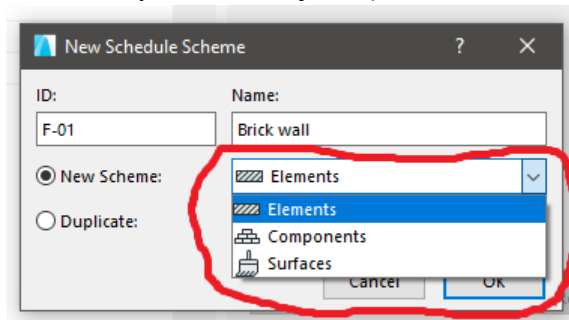 New Schedule Scheme ?
ID: Name:
F-01 Brick wall
New Scheme: Elements
Elements
Duplicate:
Components
Surfaces
Cancel OK